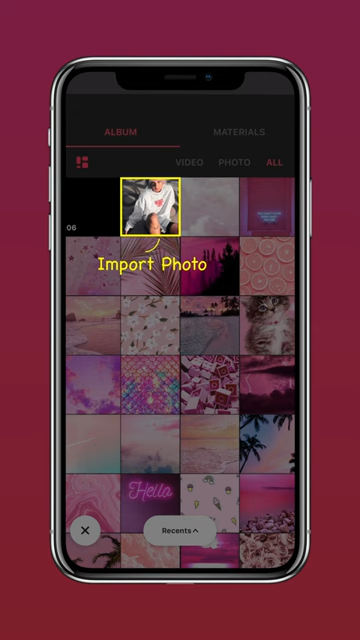 ALBUM MATERIALS
VIDEO PHOTO ALL
06
Import Photo
Hello
Recents